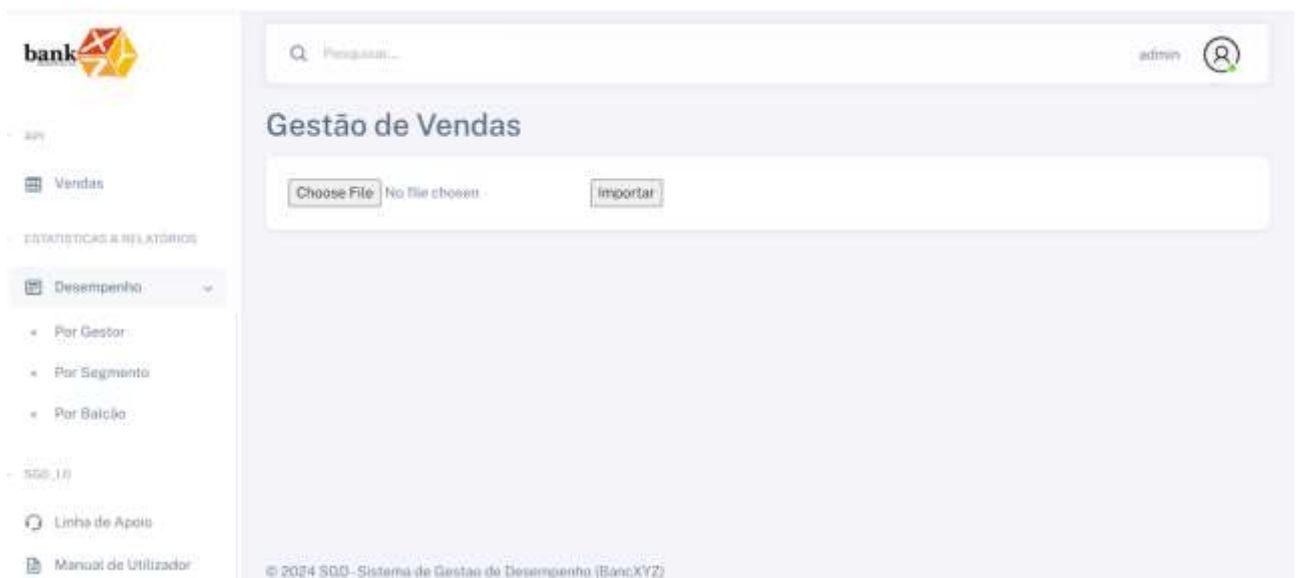 bank
Pesquisar...
admin
API
Gestão de Vendas
Vendas
Choose File No file chosen
Importar
ESTATISTICAS & RELATÓRIOS
Desempenho
Por Gestor
Por Segmento
Por Balcão
SGD_1.0
Linha de Apoio
Manual de Utilizador
© 2024 SGD - Sistema de Gestao de Desempenho (BancXYZ)